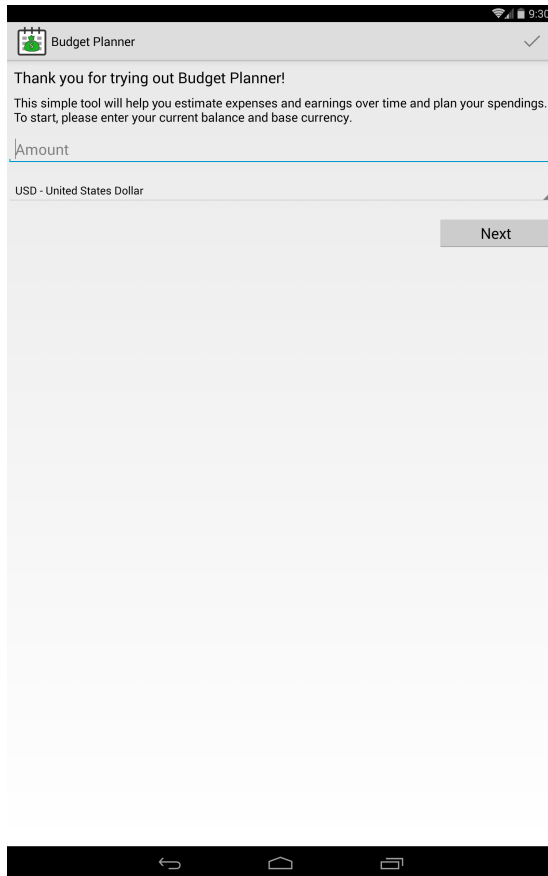 9:30
Budget Planner
Thank you for trying out Budget Planner!
This simple tool will help you estimate expenses and earnings over time and plan your spendings.
To start, please enter your current balance and base currency.
Amount
USD - United States Dollar
Next